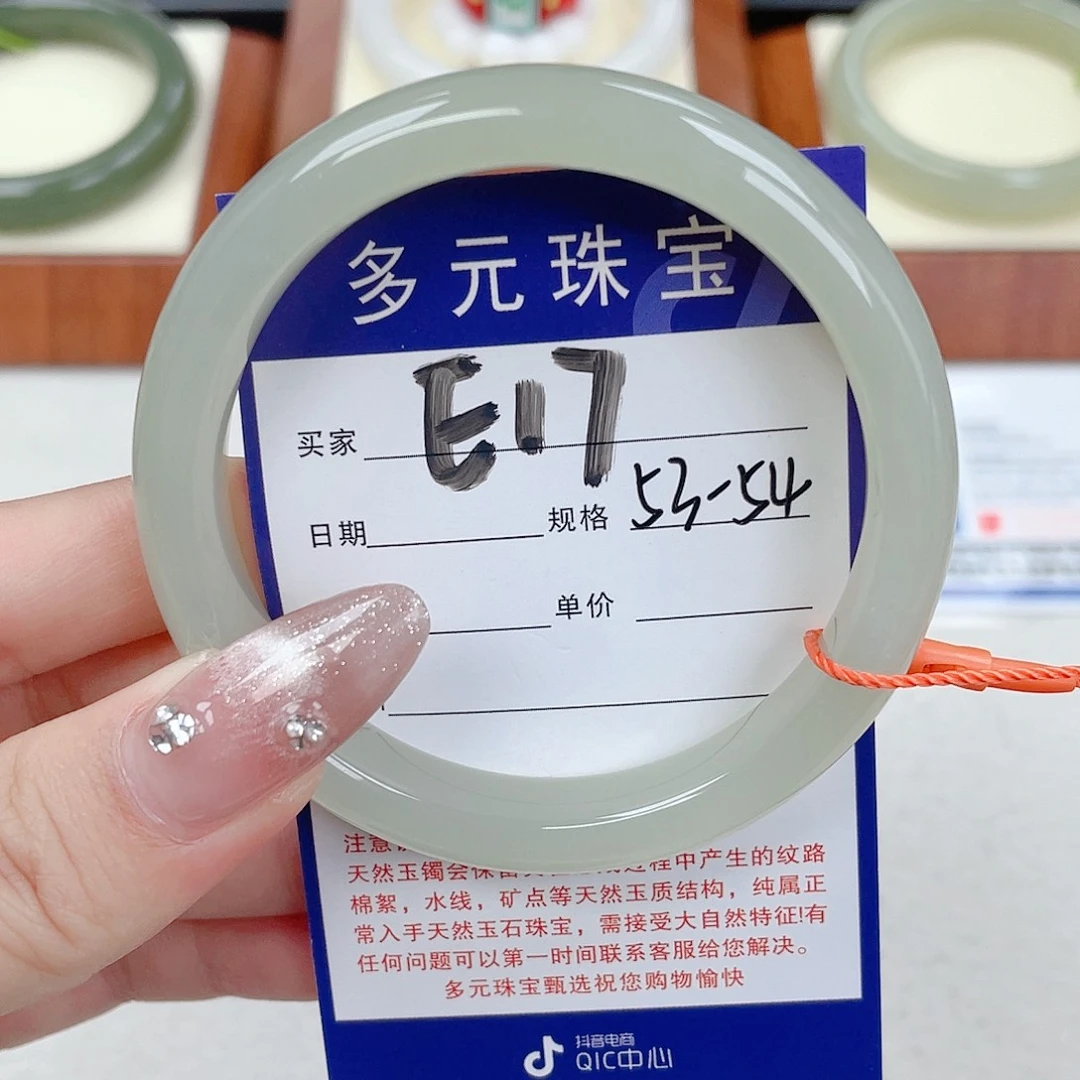 多元珠宝
买家 E17
日期 规格 53-54
单价
注意
天然玉镯会保留 过程中产生的纹路
棉絮，水线，矿点等天然玉质结构，纯属正
常入手天然玉石珠宝，需接受大自然特征!有
任何问题可以第一时间联系客服给您解决。
多元珠宝甄选祝您购物愉快
抖音电商
QIC中心